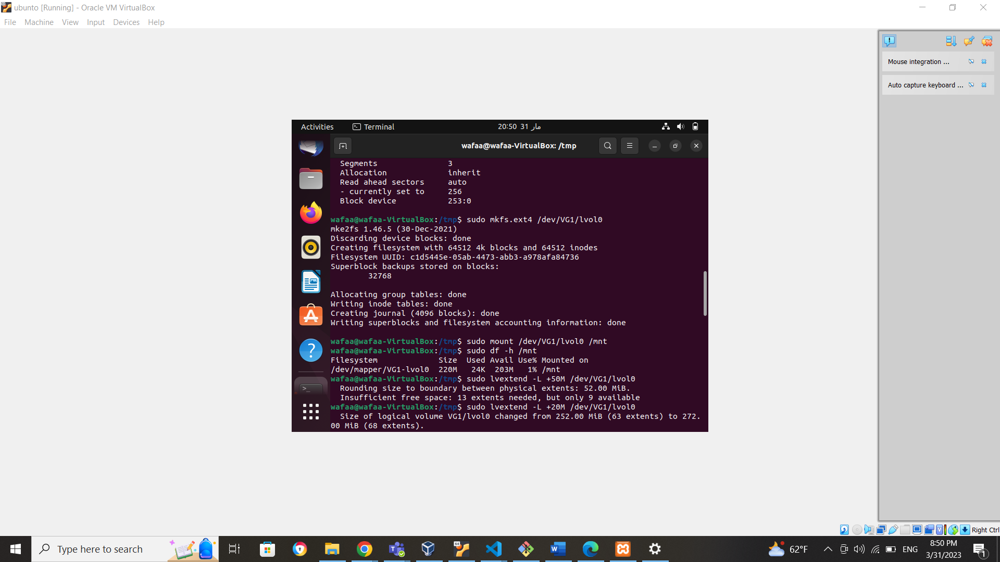 ubunto [Running] - Oracle VM VirtualBox
File Machine View Input Devices Help
Mouse integration ...
Auto capture keyboard ...
Activities Terminal 20:50 31 مار
wafaa@wafaa-VirtualBox: /tmp
Segments 3
Allocation inherit
Read ahead sectors auto
- currently set to 256
Block device 253:0
wafaa@wafaa-VirtualBox:/tmp$ sudo mkfs.ext4 /dev/VG1/lvol0
mke2fs 1.46.5 (30-Dec-2021)
Discarding device blocks: done
Creating filesystem with 64512 4k blocks and 64512 inodes
Filesystem UUID: c1d5445e-05ab-4473-abb3-a978afa84736
Superblock backups stored on blocks:
32768
Allocating group tables: done
Writing inode tables: done
Creating journal (4096 blocks): done
Writing superblocks and filesystem accounting information: done
wafaa@wafaa-VirtualBox:/tmp$ sudo mount /dev/VG1/lvol0 /mnt
wafaa@wafaa-VirtualBox:/tmp$ sudo df -h /mnt
Filesystem Size Used Avail Use% Mounted on
/dev/mapper/VG1-lvol0 220M 24K 203M 1% /mnt
wafaa@wafaa-VirtualBox:/tmp$ sudo lvextend -L +50M /dev/VG1/lvol0
Rounding size to boundary between physical extents: 52.00 MiB.
Insufficient free space: 13 extents needed, but only 9 available
wafaa@wafaa-VirtualBox:/tmp$ sudo lvextend -L +20M /dev/VG1/lvol0
Size of logical volume VG1/lvol0 changed from 252.00 MiB (63 extents) to 272.
00 MiB (68 extents).
Right Ctrl
Type here to search
62°F
ENG
8:50 PM
3/31/2023
1